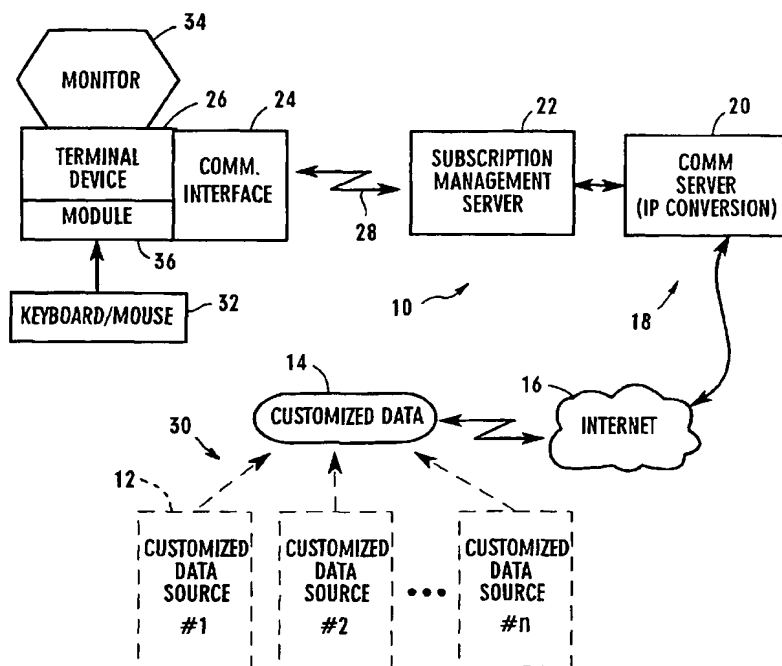 34
MONITOR
26
24
22
20
TERMINAL
DEVICE
COMM.
INTERFACE
SUBSCRIPTION
MANAGEMENT
SERVER
COMM
SERVER
(IP CONVERSION)
MODULE
28
36
KEYBOARD/MOUSE
32
10
18
14
16
CUSTOMIZED DATA
INTERNET
30
12
CUSTOMIZED
DATA
SOURCE
#1
CUSTOMIZED
DATA
SOURCE
#2
CUSTOMIZED
DATA
SOURCE
#n